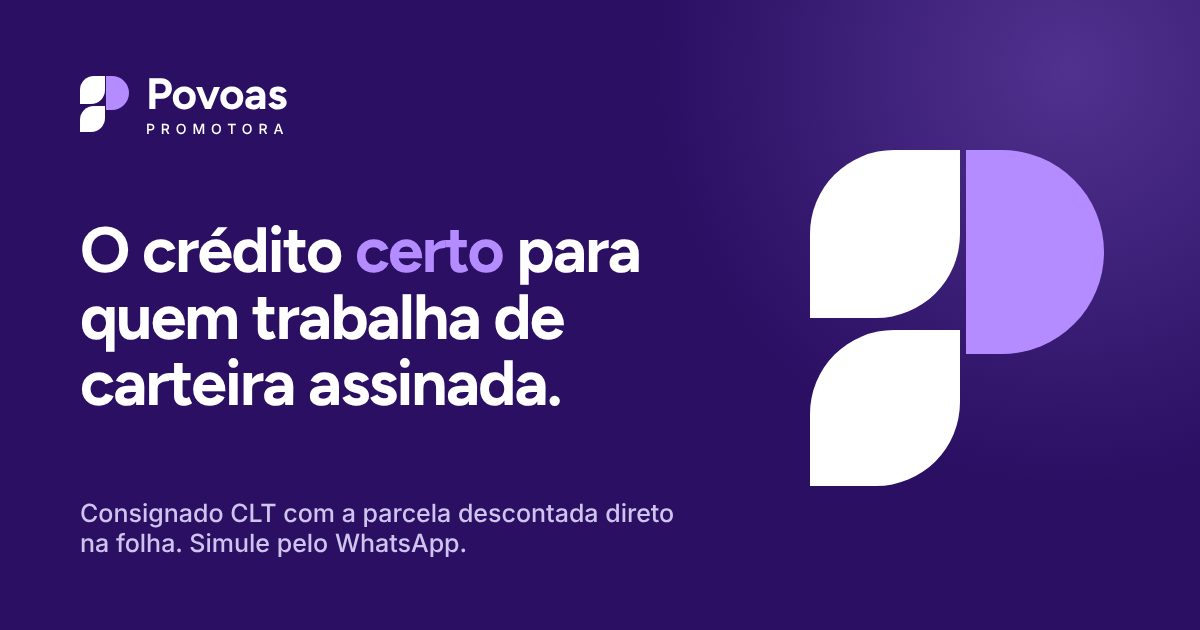 Povoas
PROMOTORA
O crédito certo para
quem trabalha de
carteira assinada.
Consignado CLT com a parcela descontada direto
na folha. Simule pelo WhatsApp.